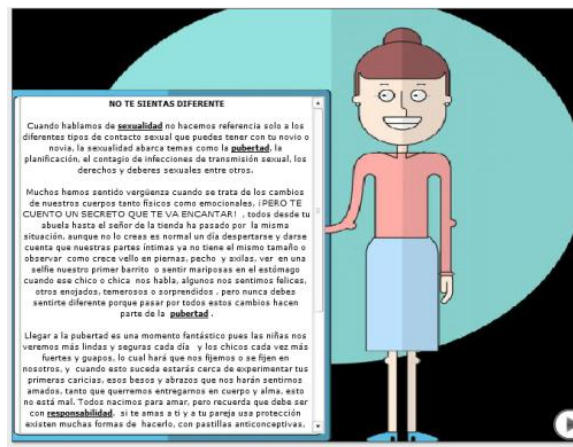 NO TE SIENTAS DIFERENTE
Cuando hablamos de sexualidad no hacemos referencia solo a los
diferentes tipos de contacto sexual que puedes tener con tu novio o
novia, la sexualidad abarca temas como la pubertad, la
planificación, el contagio de infecciones de transmisión sexual, los
derechos y deberes sexuales entre otros.
Muchos hemos sentido vergüenza cuando se trata de los cambios
de nuestros cuerpos tanto físicos como emocionales, ¡PERO TE
CUENTO UN SECRETO QUE TE VA ENCANTAR! , todos desde tu
abuela hasta el señor de la tienda ha pasado por la misma
situación, aunque no lo creas es normal un día despertarse y darse
cuenta que nuestras partes íntimas ya no tiene el mismo tamaño o
observar como crece vello en piernas, pecho y axilas, ver en una
selfie nuestro primer barrito o sentir mariposas en el estómago
cuando ese chico o chica nos habla, algunos nos sentimos felices,
otros enojados, temerosos o sorprendidos , pero nunca debes
sentirte diferente porque pasar por todos estos cambios hacen
parte de la pubertad .
Llegar a la pubertad es una momento fantástico pues las niñas nos
veremos más lindas y seguras cada día y los chicos cada vez más
fuertes y guapos, lo cual hará que nos fijemos o se fijen en
nosotros, y cuando esto suceda estarás cerca de experimentar tus
primeras caricias, esos besos y abrazos que nos harán sentirnos
amados, tanto que querremos entregarnos en cuerpo y alma, esto
no está mal. Todos nacimos para amar, pero recuerda que debe ser
con responsabilidad, si te amas a ti y a tu pareja usa protección
existen muchas formas de hacerlo, con pastillas anticonceptivas,